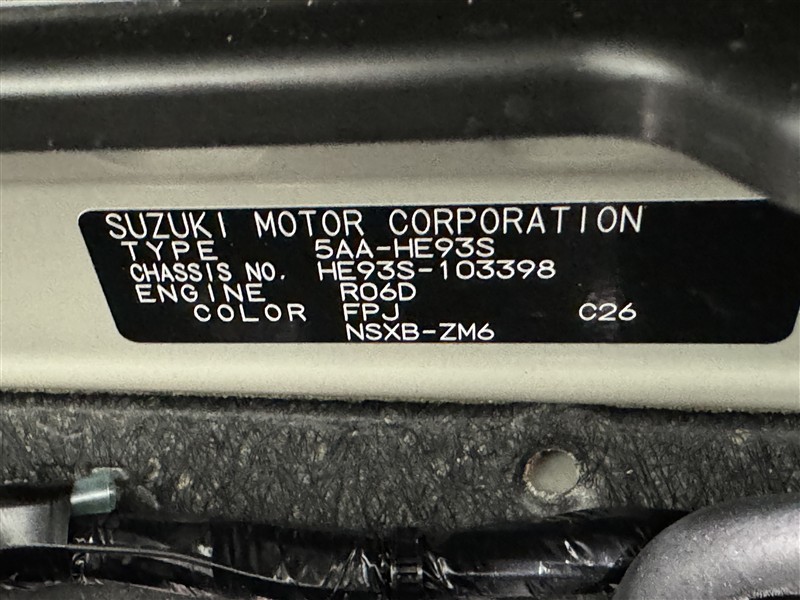 SUZUKI MOTOR CORPORATION
TYPE 5AA-HE93S
CHASSIS NO. HE93S-103398
ENGINE R06D
COLOR FPJ C26
NSXB-ZM6